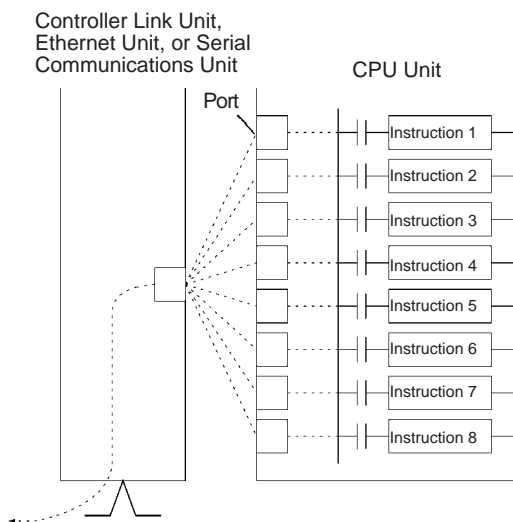 Controller Link Unit,
Ethernet Unit, or Serial
Communications Unit
CPU Unit
Port
Instruction 1
Instruction 2
Instruction 3
Instruction 4
Instruction 5
Instruction 6
Instruction 7
Instruction 8